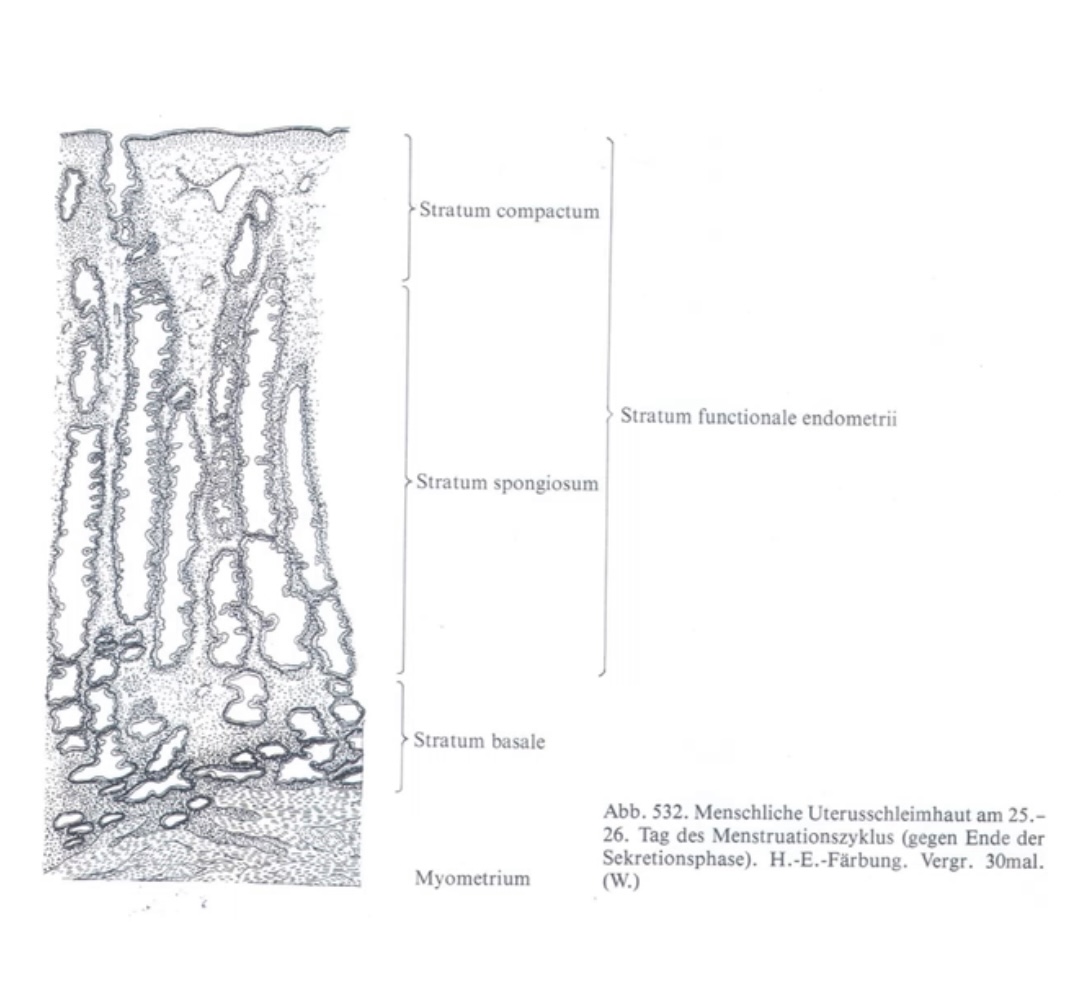 Stratum compactum
Stratum functionale endometrii
Stratum spongiosum
Stratum basale
Abb. 532. Menschliche Uterusschleimhaut am 25.–
26. Tag des Menstruationszyklus (gegen Ende der
Sekretionsphase). H.-E.-Färbung. Vergr. 30mal.
(W.)
Myometrium